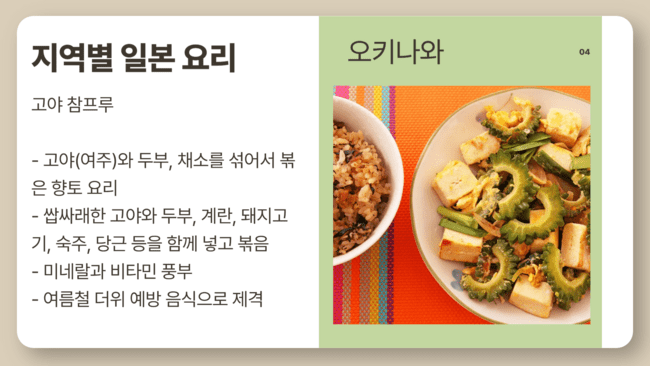 지역별 일본 요리
고야 참프루
- 고야(여주)와 두부, 채소를 섞어서 볶
은 향토 요리
- 쌉싸래한 고야와 두부, 계란, 돼지고
기, 숙주, 당근 등을 함께 넣고 볶음
- 미네랄과 비타민 풍부
- 여름철 더위 예방 음식으로 제격
오키나와
04